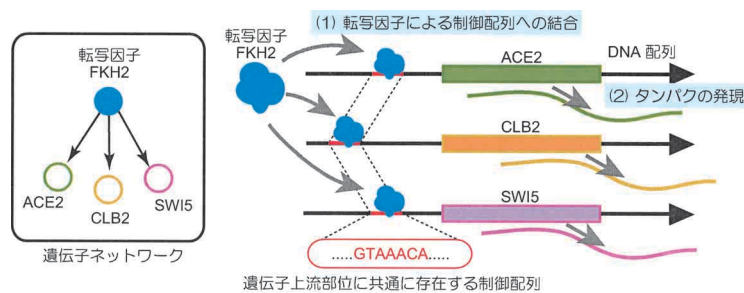 転写因子
FKH2
ACE2
CLB2
SWI5
遺伝子ネットワーク
(1) 転写因子による制御配列への結合
転写因子
FKH2
ACE2
DNA 配列
(2) タンパクの発現
CLB2
SWI5
.....GTAAACA.....
遺伝子上流部位に共通に存在する制御配列